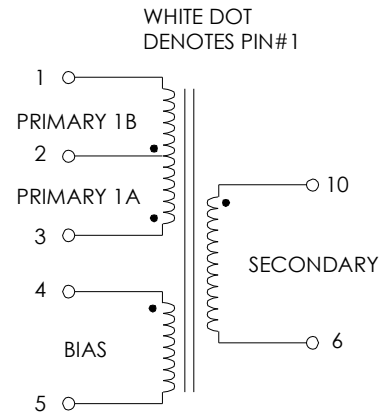 WHITE DOT
DENOTES PIN#1
1
PRIMARY 1B
2
PRIMARY 1A
3
4
BIAS
5
10
SECONDARY
6